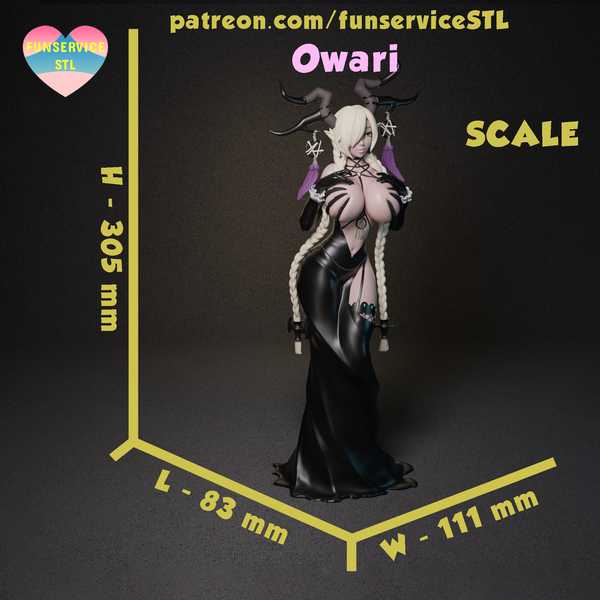 patreon.com/funserviceSTL
FUNSERVICE
STL
Owari
SCALE
H - 305 mm
L - 83 mm
W - 111 mm